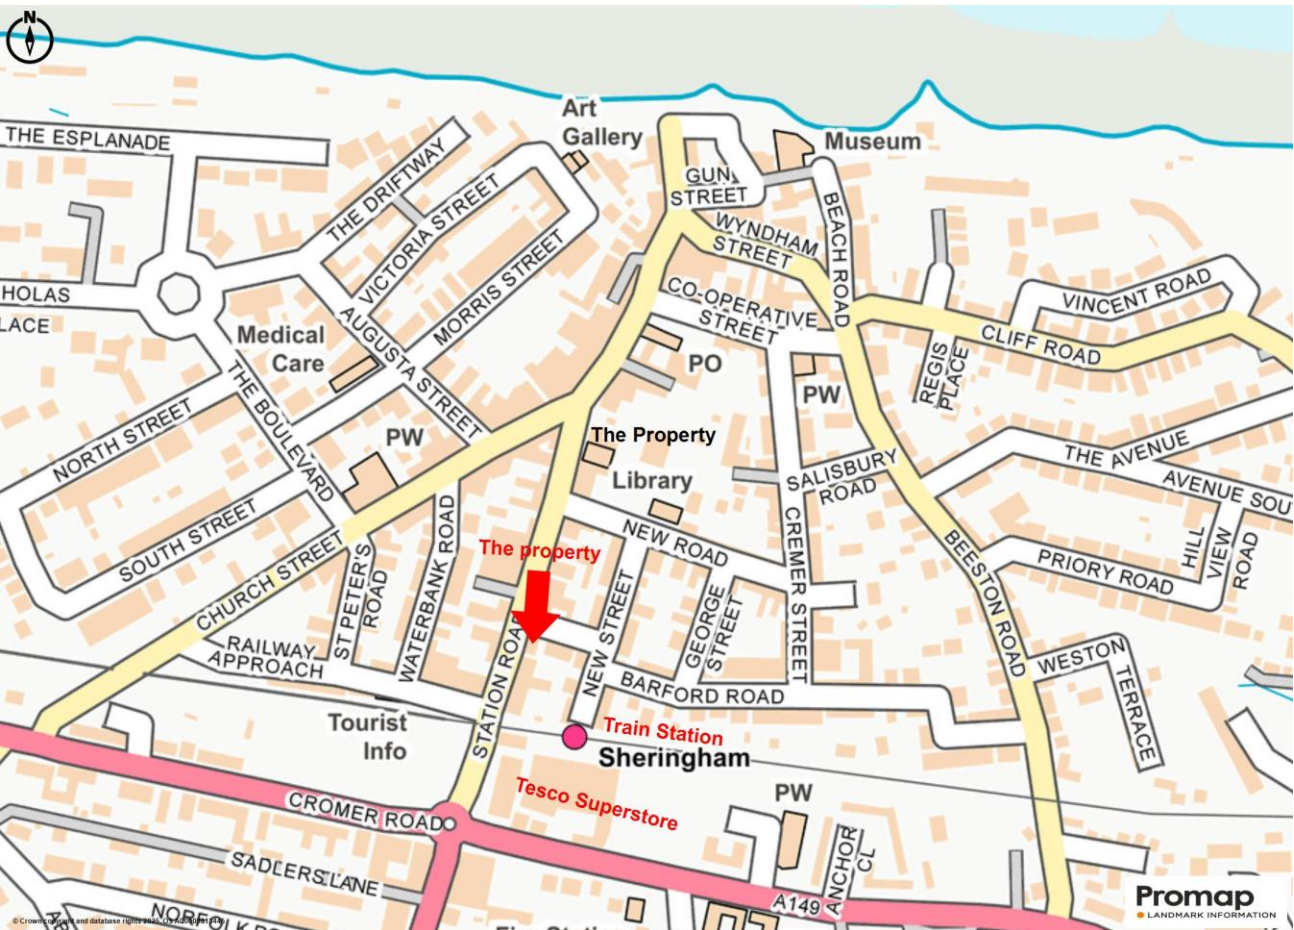 N
Art
Gallery
Museum
THE ESPLANADE
THE DRIFTWAY
GUN
STREET
VICTORIA STREET
BEACH ROAD
WYNDHAM
STREET
MORRIS STREET
HOLAS
LACE
VINCENT ROAD
CO-OPERATIVE
STREET
AUGUSTA STREET
Medical
Care
CLIFF ROAD
REGIS
PLACE
PO
PW
THE BOULEVARD
NORTH STREET
PW
The Property
THE AVENUE
SALISBURY
ROAD
Library
AVENUE SOU
SOUTH STREET
CREMER STREET
NEW ROAD
WATERBANK ROAD
The property
HILL
VIEW
ROAD
PRIORY ROAD
BEESTON ROAD
CHURCH STREET
ST PETER'S
ROAD
NEW STREET
GEORGE
STREET
RAILWAY
APPROACH
WESTON
TERRACE
STATION ROAD
BARFORD ROAD
Tourist
Info
Train Station
Sheringham
Tesco Superstore
PW
CROMER ROAD
ANCHOR
CL
SADLERS LANE
A149
Promap
LANDMARK INFORMATION